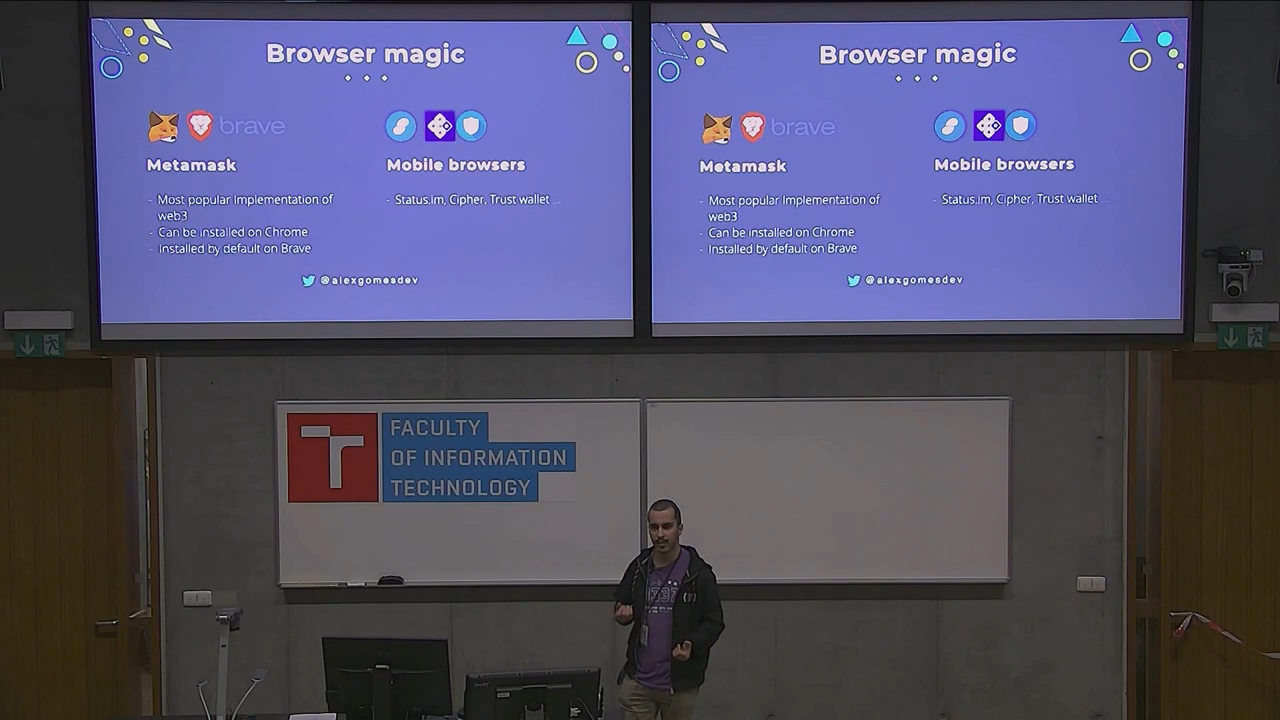 Browser magic
brave
Metamask
Mobile browsers
- Most popular Implementation of
web3
- Can be installed on Chrome
- Installed by default on Brave
- Status.im, Cipher, Trust wallet ...
@alexgomesdev
Browser magic
brave
Metamask
Mobile browsers
- Most popular Implementation of
web3
- Can be installed on Chrome
- Installed by default on Brave
- Status.im, Cipher, Trust wallet ...
@alexgomesdev
T
FACULTY
OF INFORMATION
TECHNOLOGY